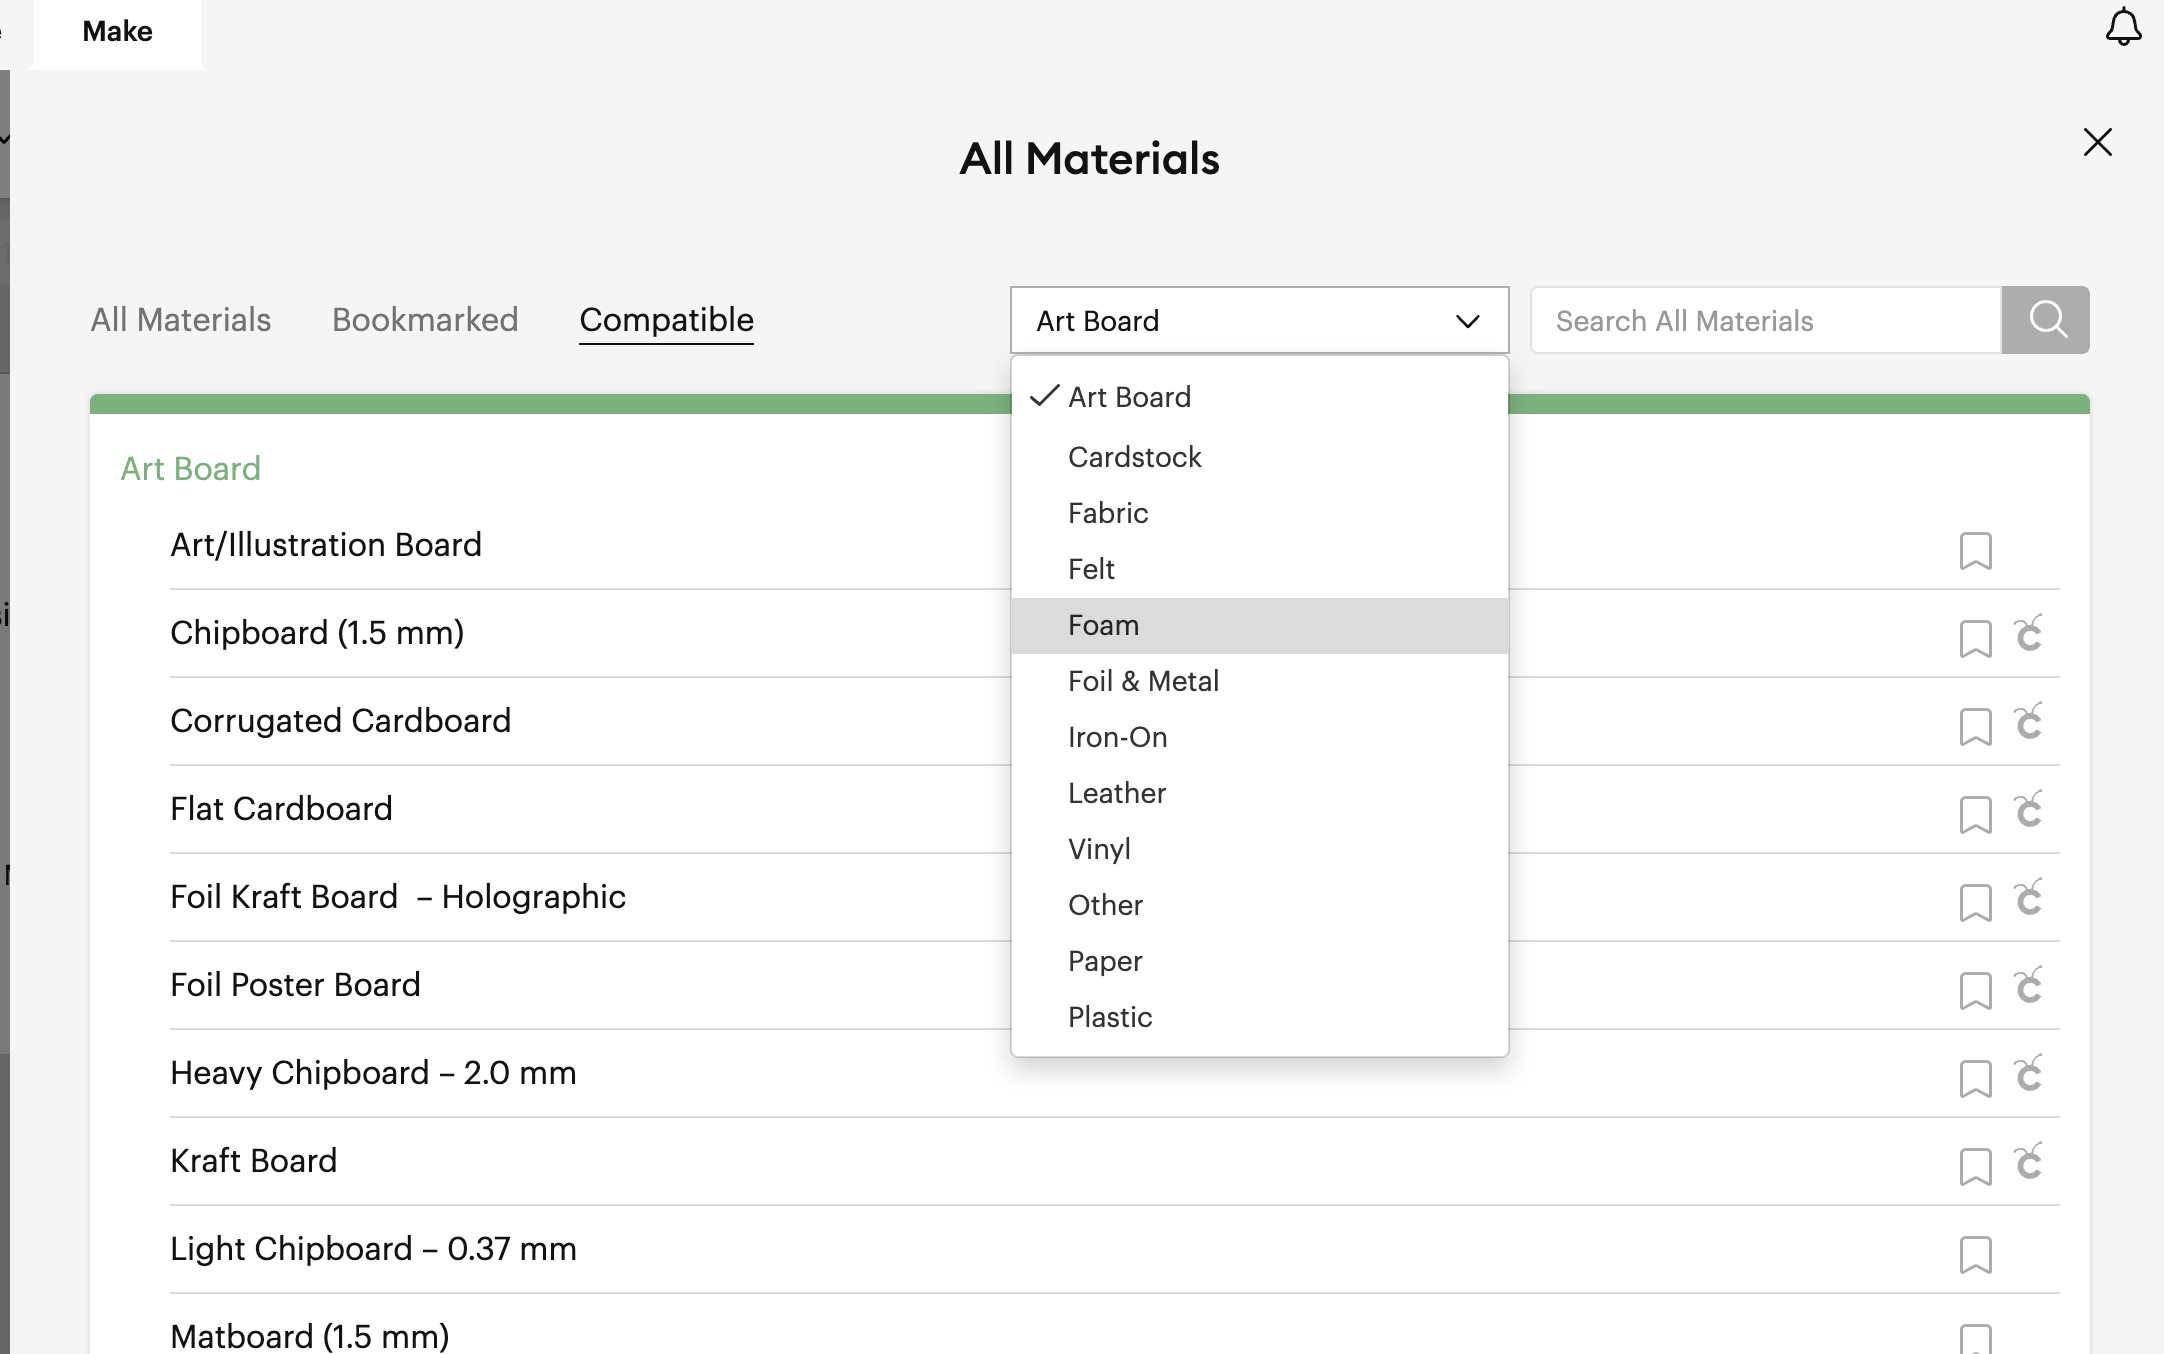 Make
All Materials
All Materials
Bookmarked
Compatible
Art Board
Search All Materials
Art Board
Cardstock
Fabric
Felt
Foam
Foil & Metal
Iron-On
Leather
Vinyl
Other
Paper
Plastic
Art Board
Art/Illustration Board
Chipboard (1.5 mm)
Corrugated Cardboard
Flat Cardboard
Foil Kraft Board – Holographic
Foil Poster Board
Heavy Chipboard – 2.0 mm
Kraft Board
Light Chipboard – 0.37 mm
Matboard (1.5 mm)